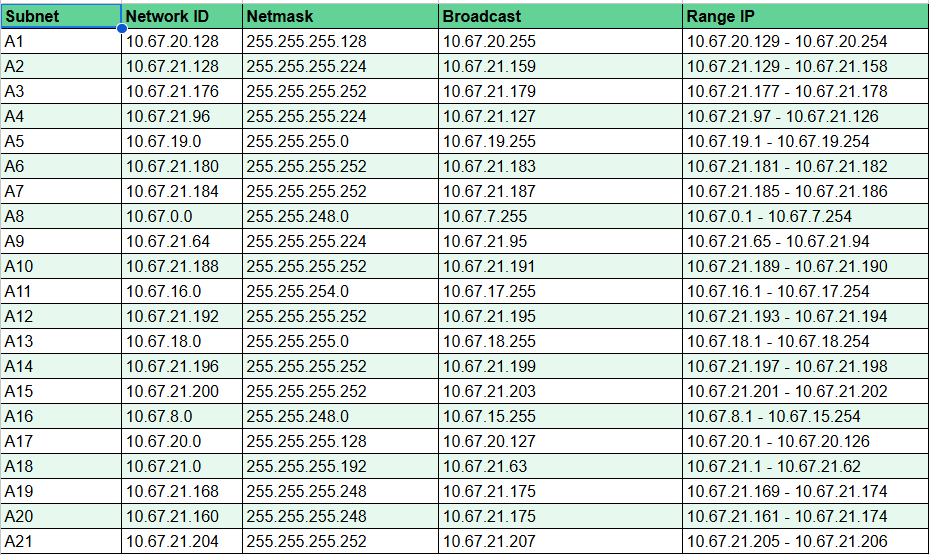 Subnet Network ID Netmask Broadcast Range IP
A1 10.67.20.128 255.255.255.128 10.67.20.255 10.67.20.129 - 10.67.20.254
A2 10.67.21.128 255.255.255.224 10.67.21.159 10.67.21.129 - 10.67.21.158
A3 10.67.21.176 255.255.255.252 10.67.21.179 10.67.21.177 - 10.67.21.178
A4 10.67.21.96 255.255.255.224 10.67.21.127 10.67.21.97 - 10.67.21.126
A5 10.67.19.0 255.255.255.0 10.67.19.255 10.67.19.1 - 10.67.19.254
A6 10.67.21.180 255.255.255.252 10.67.21.183 10.67.21.181 - 10.67.21.182
A7 10.67.21.184 255.255.255.252 10.67.21.187 10.67.21.185 - 10.67.21.186
A8 10.67.0.0 255.255.248.0 10.67.7.255 10.67.0.1 - 10.67.7.254
A9 10.67.21.64 255.255.255.224 10.67.21.95 10.67.21.65 - 10.67.21.94
A10 10.67.21.188 255.255.255.252 10.67.21.191 10.67.21.189 - 10.67.21.190
A11 10.67.16.0 255.255.254.0 10.67.17.255 10.67.16.1 - 10.67.17.254
A12 10.67.21.192 255.255.255.252 10.67.21.195 10.67.21.193 - 10.67.21.194
A13 10.67.18.0 255.255.255.0 10.67.18.255 10.67.18.1 - 10.67.18.254
A14 10.67.21.196 255.255.255.252 10.67.21.199 10.67.21.197 - 10.67.21.198
A15 10.67.21.200 255.255.255.252 10.67.21.203 10.67.21.201 - 10.67.21.202
A16 10.67.8.0 255.255.248.0 10.67.15.255 10.67.8.1 - 10.67.15.254
A17 10.67.20.0 255.255.255.128 10.67.20.127 10.67.20.1 - 10.67.20.126
A18 10.67.21.0 255.255.255.192 10.67.21.63 10.67.21.1 - 10.67.21.62
A19 10.67.21.168 255.255.255.248 10.67.21.175 10.67.21.169 - 10.67.21.174
A20 10.67.21.160 255.255.255.248 10.67.21.175 10.67.21.161 - 10.67.21.174
A21 10.67.21.204 255.255.255.252 10.67.21.207 10.67.21.205 - 10.67.21.206